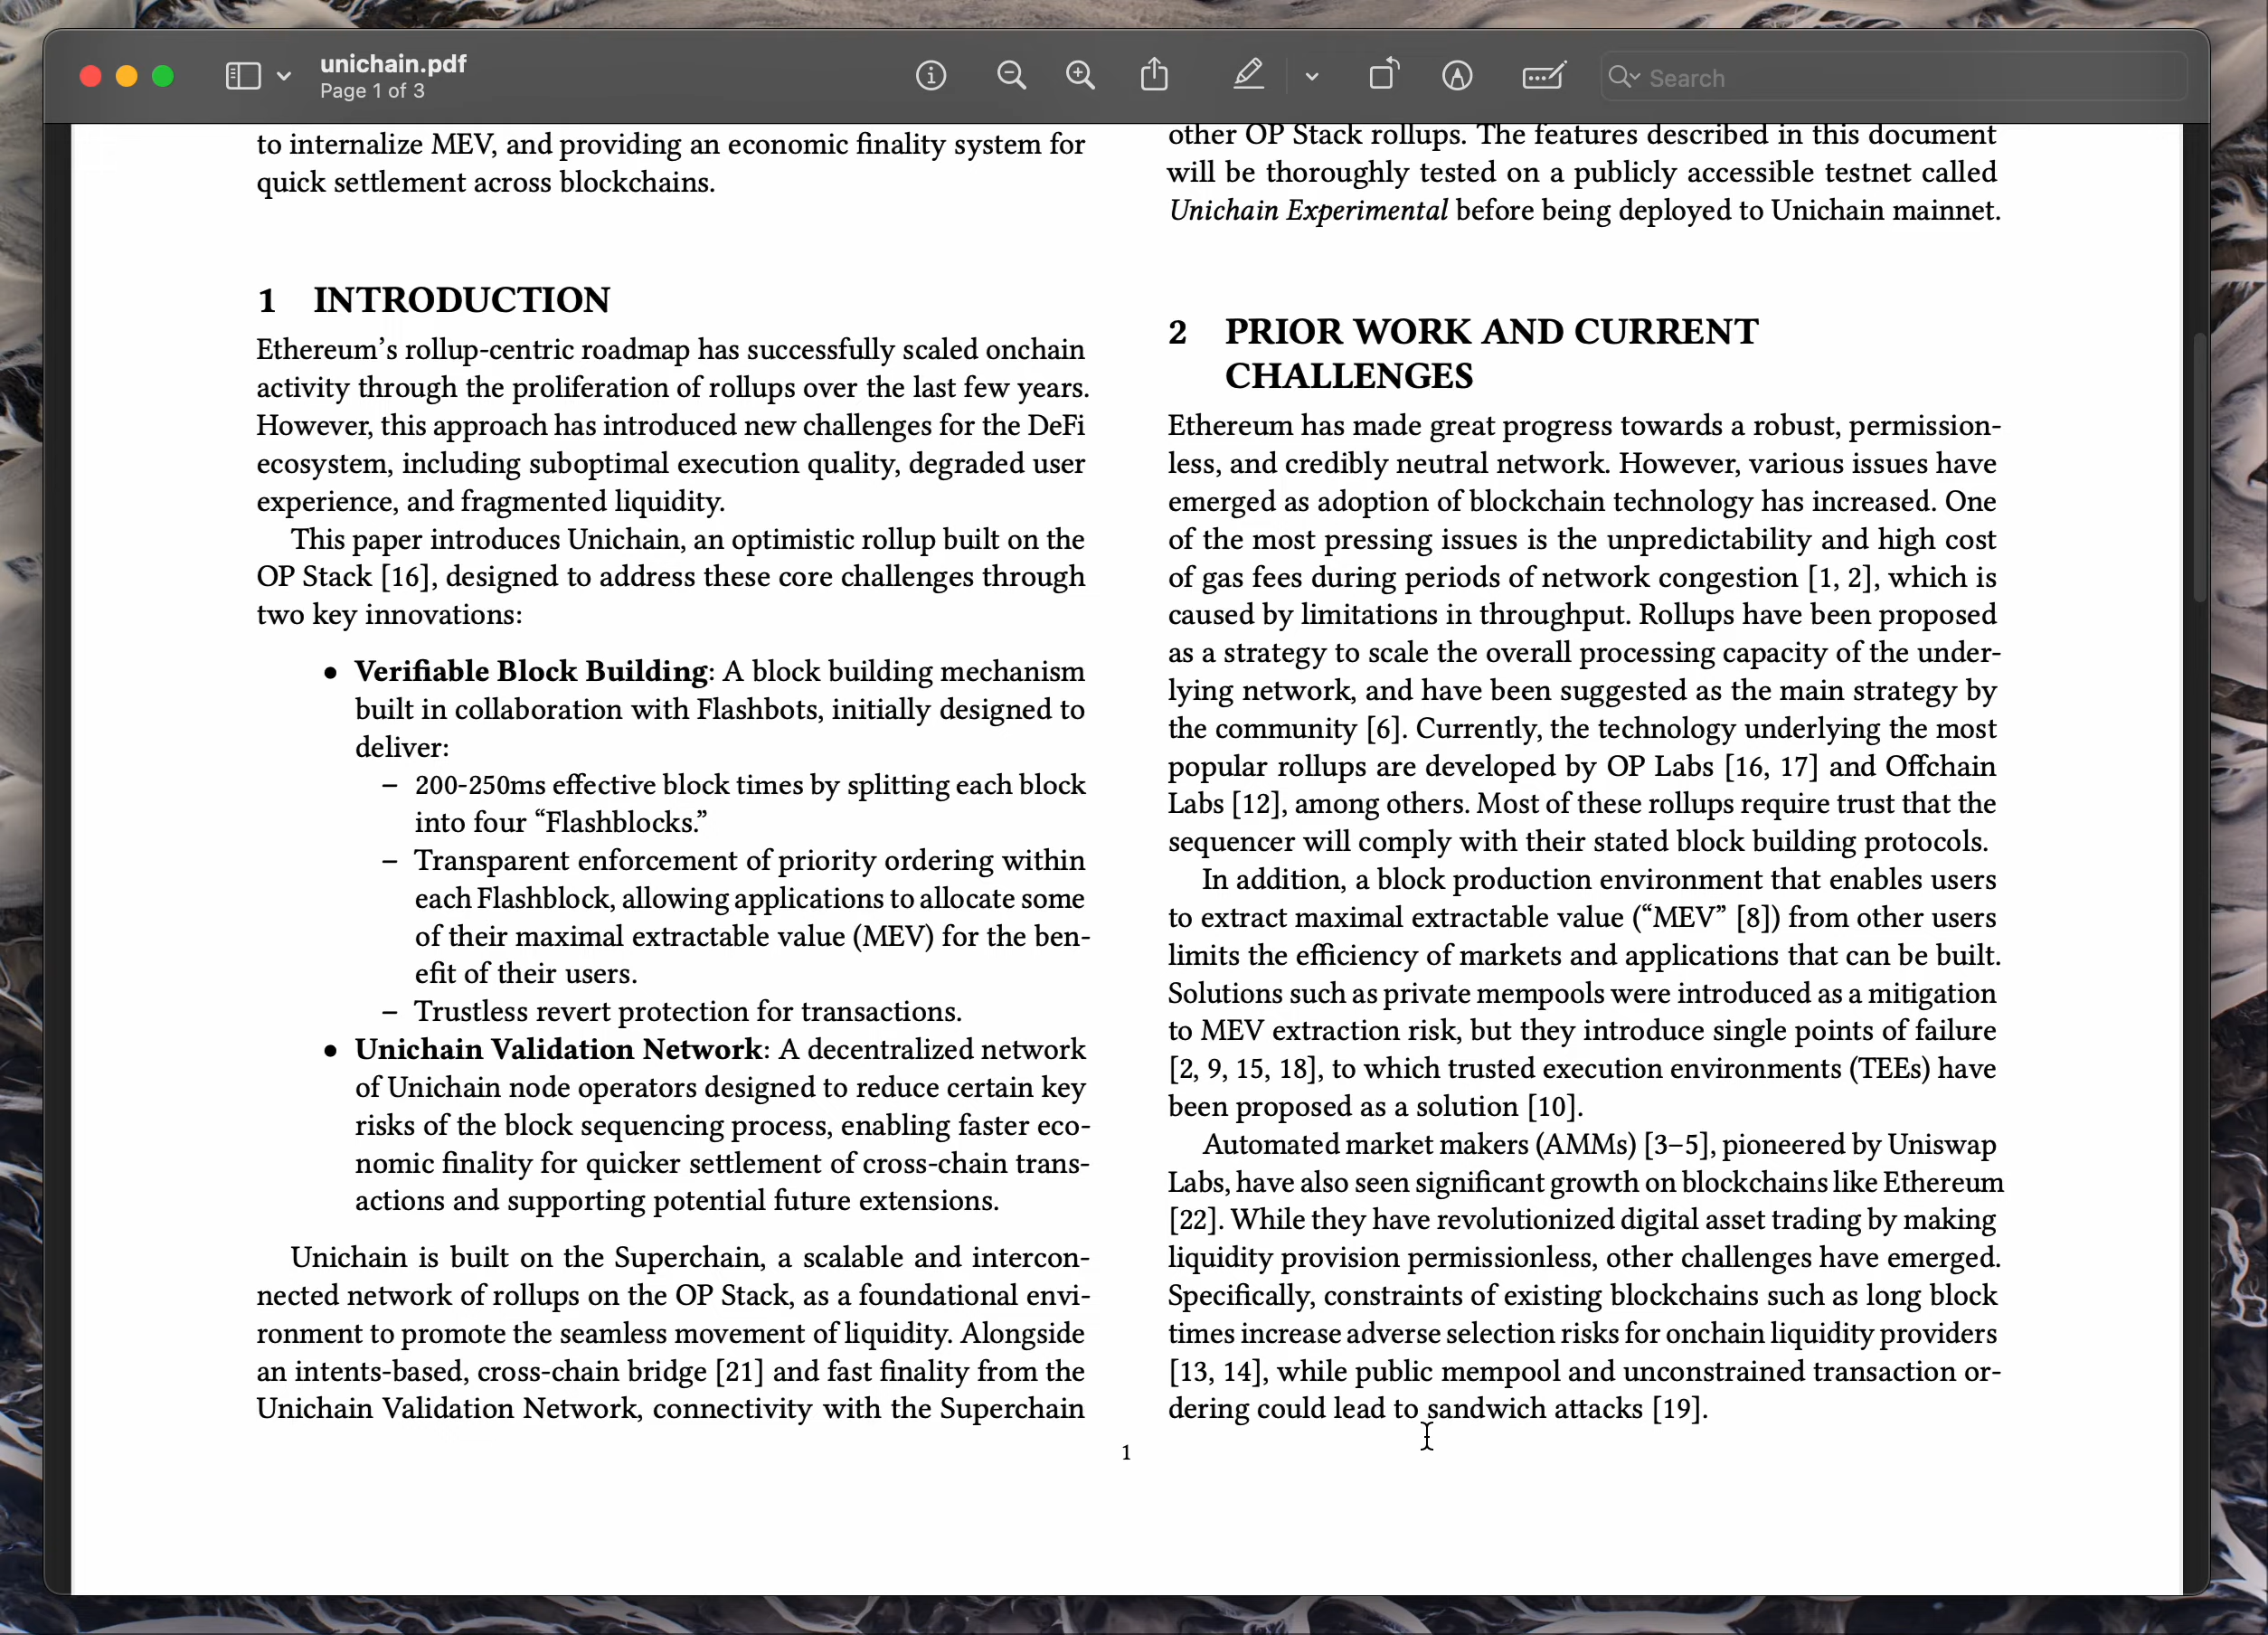 unichain.pdf
Page 1 of 3
Search
to internalize MEV, and providing an economic finality system for
quick settlement across blockchains.
1 INTRODUCTION
Ethereum’s rollup-centric roadmap has successfully scaled onchain
activity through the proliferation of rollups over the last few years.
However, this approach has introduced new challenges for the DeFi
ecosystem, including suboptimal execution quality, degraded user
experience, and fragmented liquidity.
This paper introduces Unichain, an optimistic rollup built on the
OP Stack [16], designed to address these core challenges through
two key innovations:
• Verifiable Block Building: A block building mechanism
built in collaboration with Flashbots, initially designed to
deliver:
– 200-250ms effective block times by splitting each block
into four “Flashblocks.”
– Transparent enforcement of priority ordering within
each Flashblock, allowing applications to allocate some
of their maximal extractable value (MEV) for the ben-
efit of their users.
– Trustless revert protection for transactions.
• Unichain Validation Network: A decentralized network
of Unichain node operators designed to reduce certain key
risks of the block sequencing process, enabling faster eco-
nomic finality for quicker settlement of cross-chain trans-
actions and supporting potential future extensions.
Unichain is built on the Superchain, a scalable and intercon-
nected network of rollups on the OP Stack, as a foundational envi-
ronment to promote the seamless movement of liquidity. Alongside
an intents-based, cross-chain bridge [21] and fast finality from the
Unichain Validation Network, connectivity with the Superchain
other OP Stack rollups. The features described in this document
will be thoroughly tested on a publicly accessible testnet called
Unichain Experimental before being deployed to Unichain mainnet.
2 PRIOR WORK AND CURRENT
CHALLENGES
Ethereum has made great progress towards a robust, permission-
less, and credibly neutral network. However, various issues have
emerged as adoption of blockchain technology has increased. One
of the most pressing issues is the unpredictability and high cost
of gas fees during periods of network congestion [1, 2], which is
caused by limitations in throughput. Rollups have been proposed
as a strategy to scale the overall processing capacity of the under-
lying network, and have been suggested as the main strategy by
the community [6]. Currently, the technology underlying the most
popular rollups are developed by OP Labs [16, 17] and Offchain
Labs [12], among others. Most of these rollups require trust that the
sequencer will comply with their stated block building protocols.
In addition, a block production environment that enables users
to extract maximal extractable value (“MEV” [8]) from other users
limits the efficiency of markets and applications that can be built.
Solutions such as private mempools were introduced as a mitigation
to MEV extraction risk, but they introduce single points of failure
[2, 9, 15, 18], to which trusted execution environments (TEEs) have
been proposed as a solution [10].
Automated market makers (AMMs) [3–5], pioneered by Uniswap
Labs, have also seen significant growth on blockchains like Ethereum
[22]. While they have revolutionized digital asset trading by making
liquidity provision permissionless, other challenges have emerged.
Specifically, constraints of existing blockchains such as long block
times increase adverse selection risks for onchain liquidity providers
[13, 14], while public mempool and unconstrained transaction or-
dering could lead to sandwich attacks [19].
1